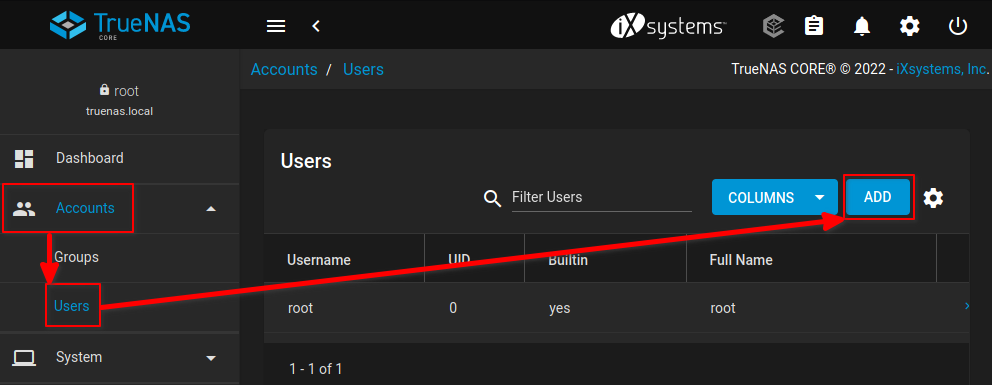 TrueNAS
CORE
iXsystems™
Accounts / Users
TrueNAS CORE® © 2022 - iXsystems, Inc.
root
truenas.local
Dashboard
Accounts
Groups
Users
System
Users
Filter Users
COLUMNS
ADD
Username UID Builtin Full Name
root 0 yes root
1 - 1 of 1